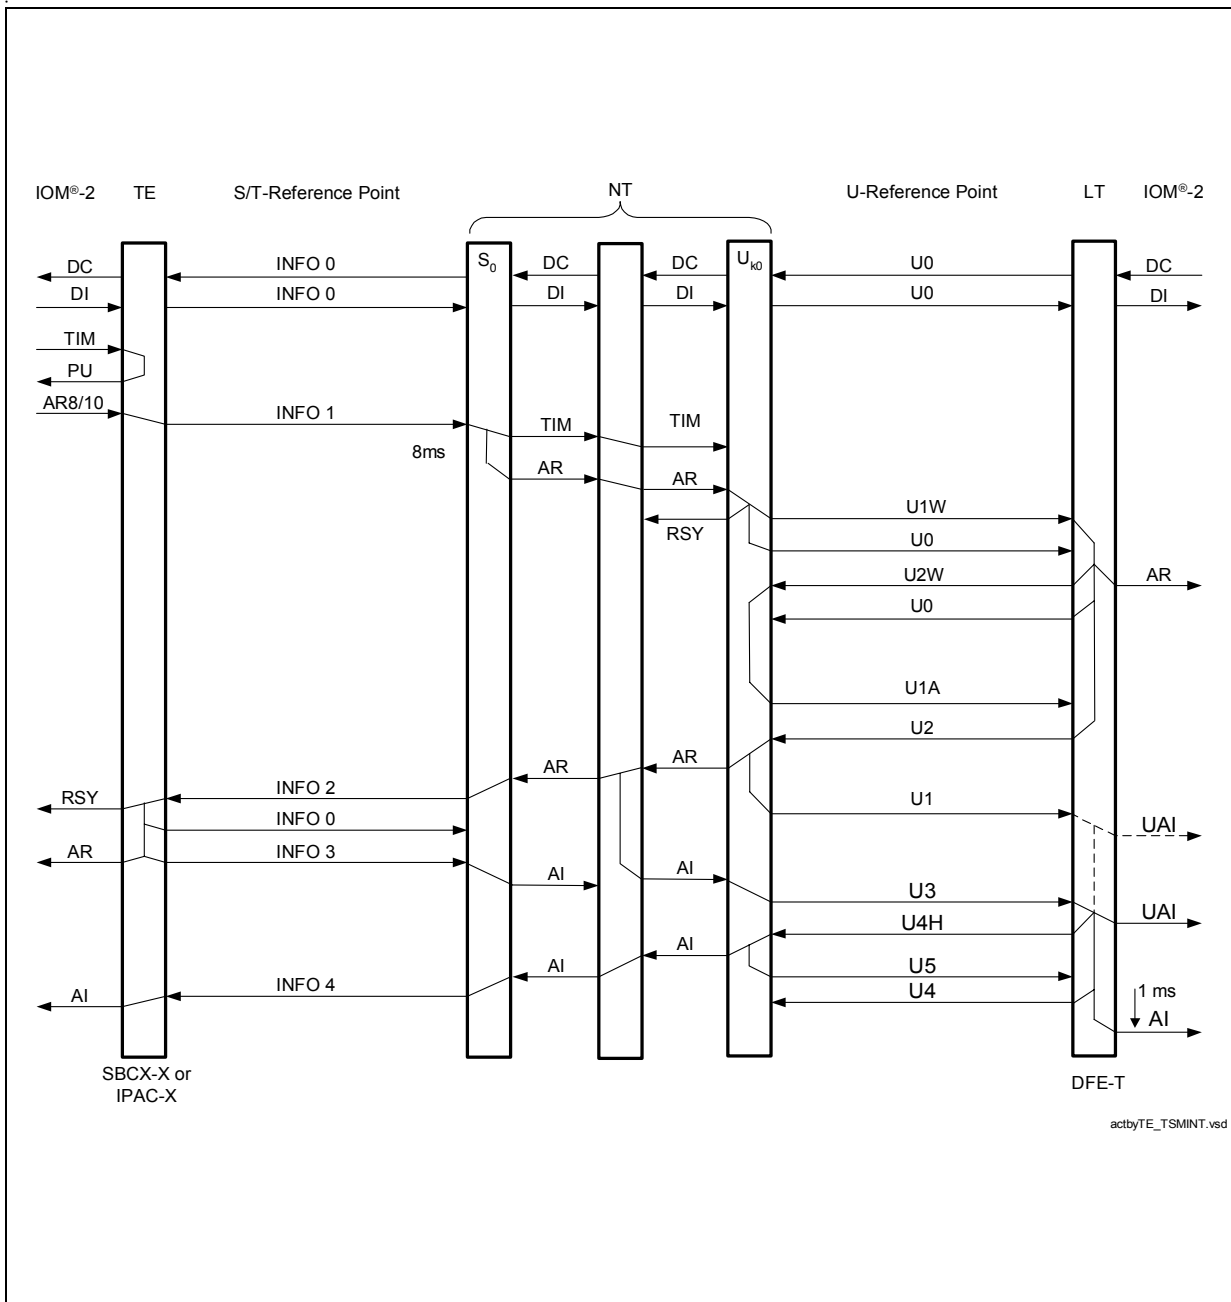 :
NT
IOM®-2 TE S/T-Reference Point U-Reference Point LT IOM®-2
S0 Uk0
DC INFO 0 DC DC U0 DC
DI INFO 0 DI DI U0 DI
TIM
PU
AR8/10 INFO 1 TIM TIM
8ms
AR AR
U1W
RSY
U0
U2W AR
U0
U1A
U2
AR AR
INFO 2
RSY
U1
INFO 0
UAI
AR INFO 3
AI AI
U3
UAI
U4H
AI
AI U5
INFO 4 U4 1 ms
AI AI
SBCX-X or
IPAC-X
DFE-T
actbyTE_TSMINT.vsd